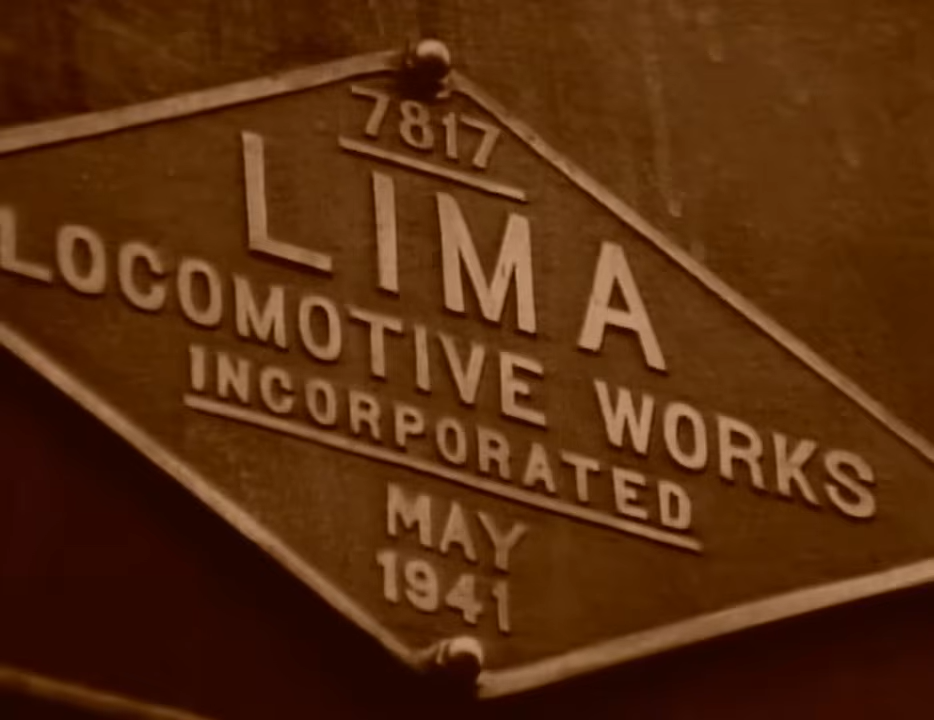 7817
LIMA
LOCOMOTIVE WORKS
INCORPORATED
MAY
1941